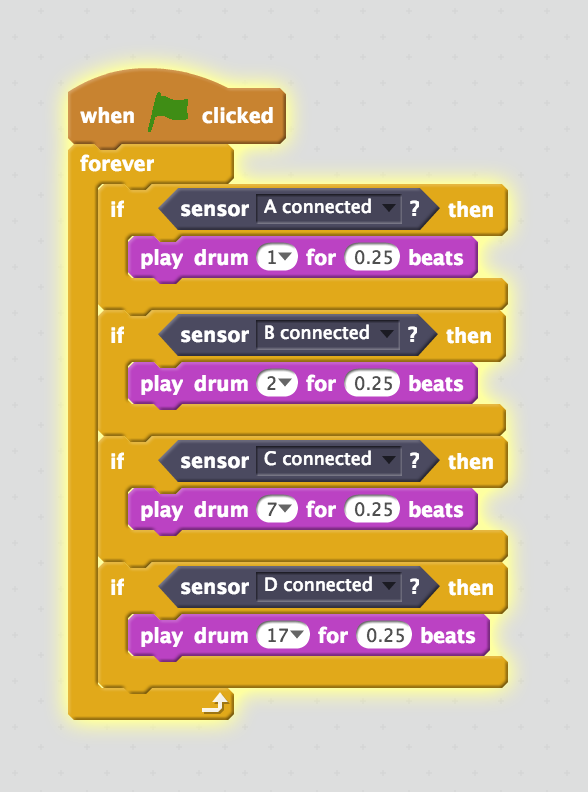 when clicked
forever
if sensor A connected ? then
play drum 1 for 0.25 beats
if sensor B connected ? then
play drum 2 for 0.25 beats
if sensor C connected ? then
play drum 7 for 0.25 beats
if sensor D connected ? then
play drum 17 for 0.25 beats